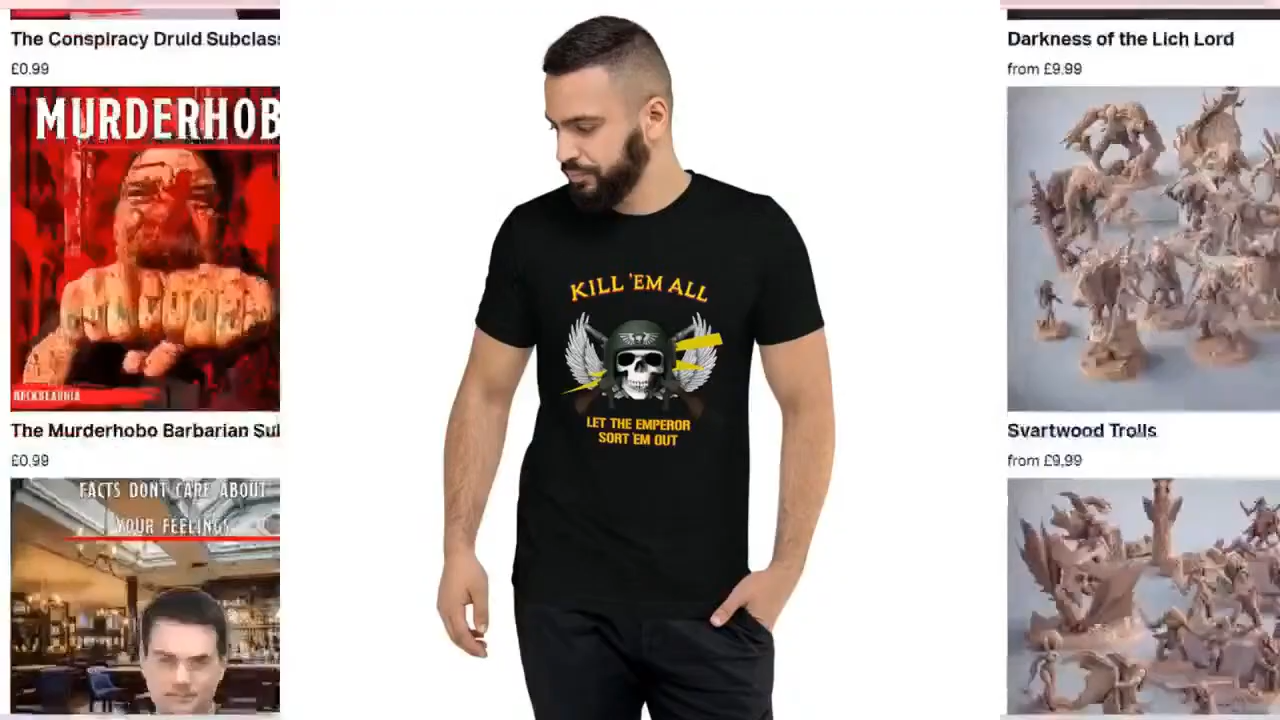 The Conspiracy Druid Subclas
£0.99
MURDERHOB
The Murderhobo Barbarian Sul
£0.99
FACTS DONT CARE ABOUT
YOUR FEELINGS
KILL 'EM ALL
LET THE EMPEROR
SORT 'EM OUT
Darkness of the Lich Lord
from £9.99
Svartwood Trolls
from £9.99